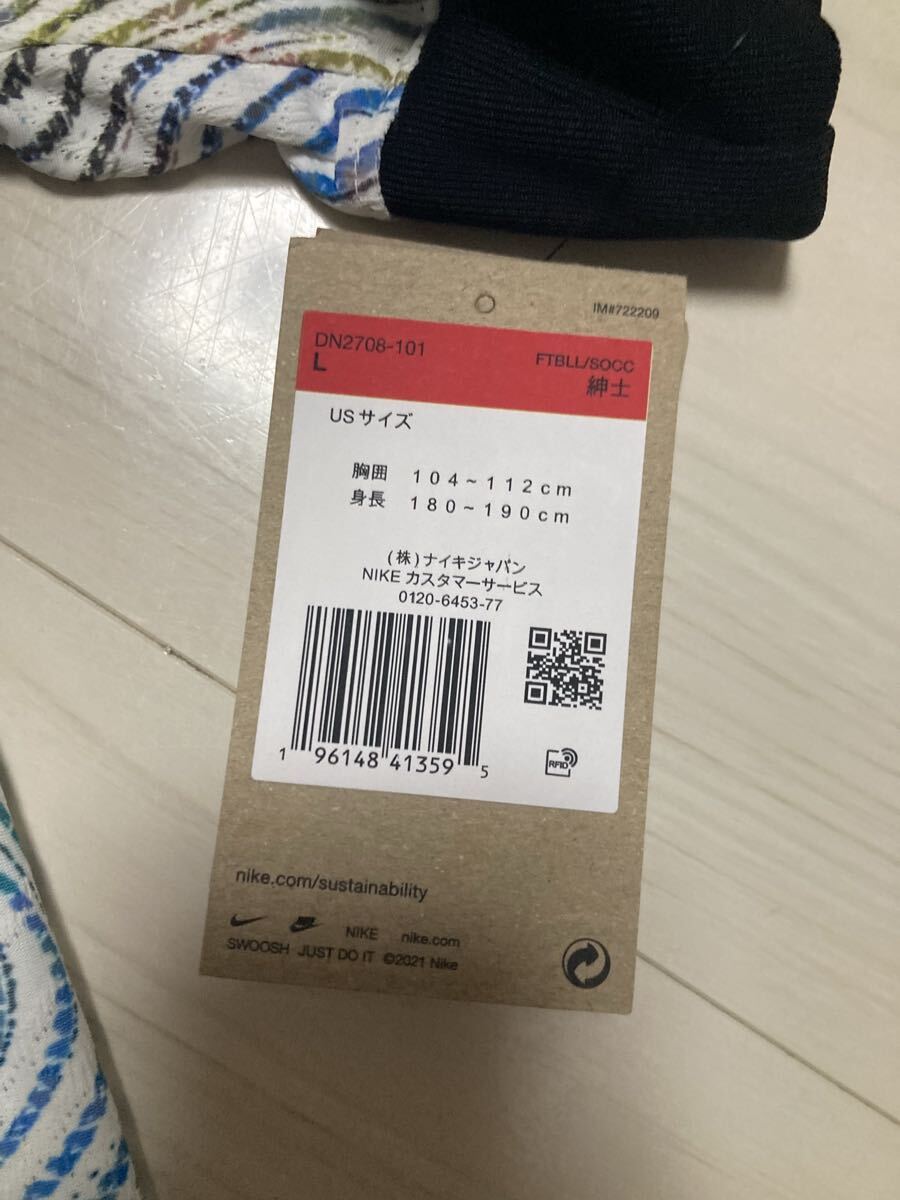 IM#722209
DN2708-101
L
FTBLL/SOCC
紳士
USサイズ
胸囲 104~112cm
身長 180~190cm
(株)ナイキジャパン
NIKE カスタマーサービス
0120-6453-77
1 96148 41359 5
RFID
nike.com/sustainability
NIKE nike.com
SWOOSH JUST DO IT ©2021 Nike